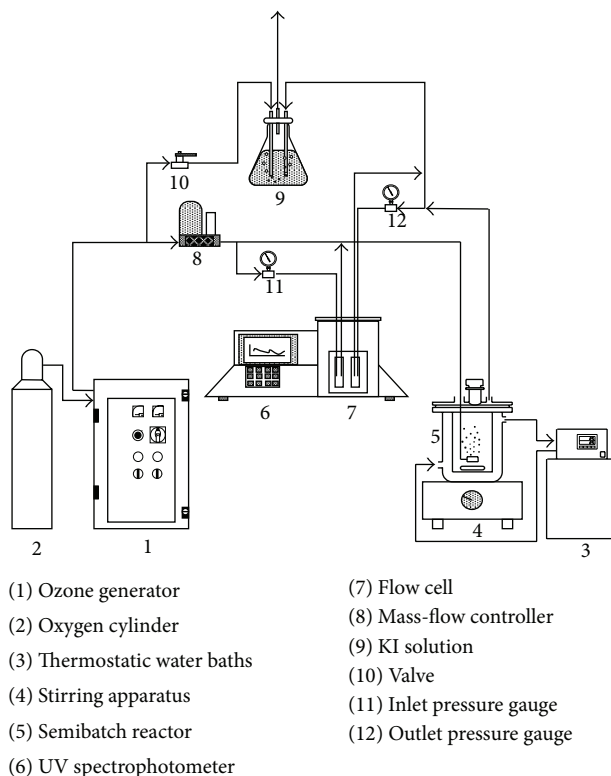 10
9
12
8
11
6
7
5
4
2
1
3
(1) Ozone generator
(2) Oxygen cylinder
(3) Thermostatic water baths
(4) Stirring apparatus
(5) Semibatch reactor
(6) UV spectrophotometer
(7) Flow cell
(8) Mass-flow controller
(9) KI solution
(10) Valve
(11) Inlet pressure gauge
(12) Outlet pressure gauge